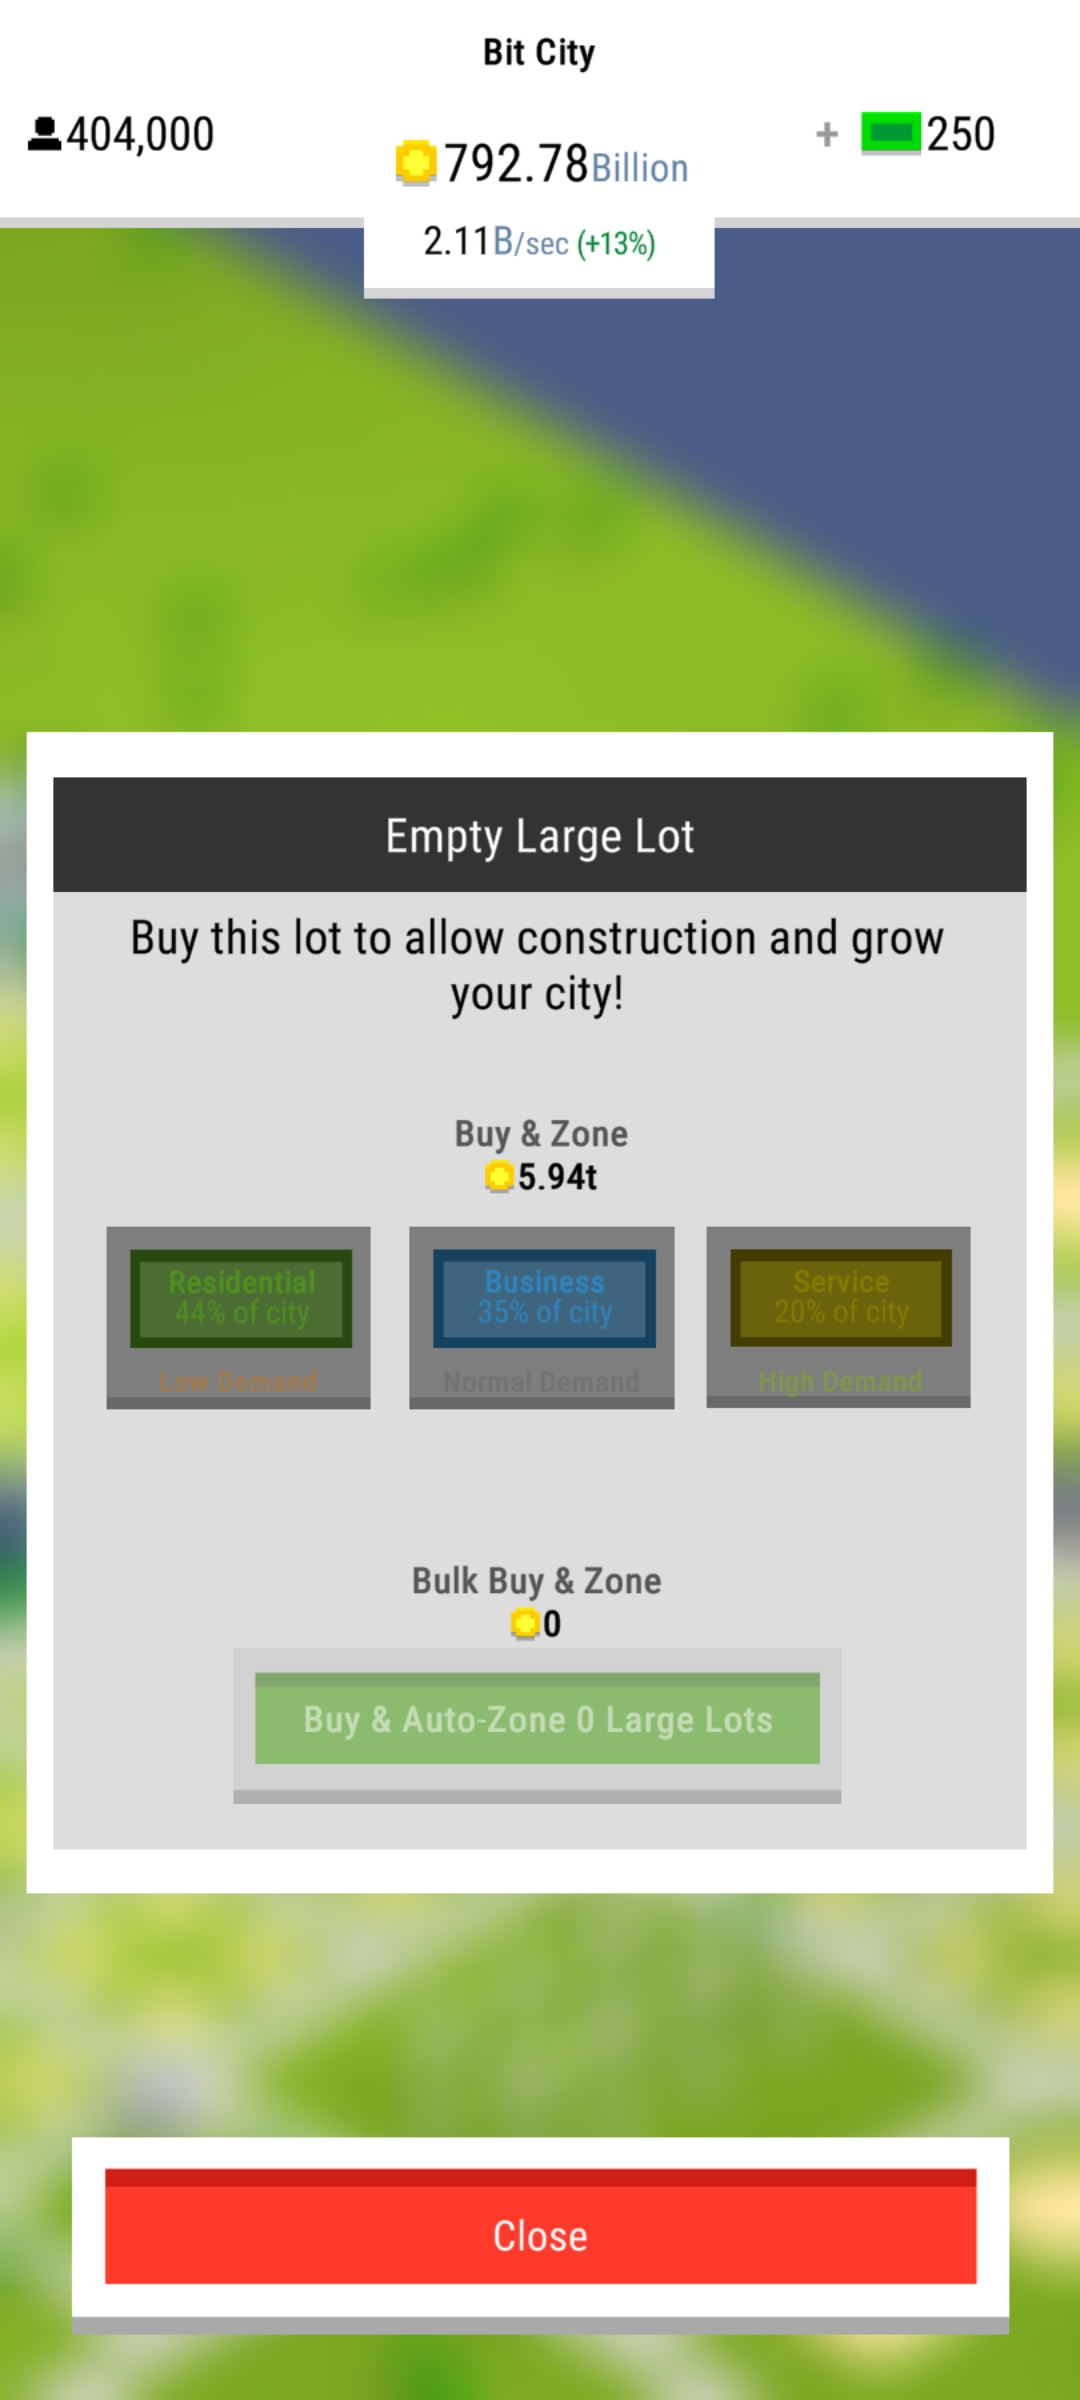 Bit City
404,000
792.78Billion
+ 250
2.11B/sec (+13%)
Empty Large Lot
Buy this lot to allow construction and grow
your city!
Buy & Zone
5.94t
Residential
44% of city
Low Demand
Business
35% of city
Normal Demand
Service
20% of city
High Demand
Bulk Buy & Zone
0
Buy & Auto-Zone 0 Large Lots
Close